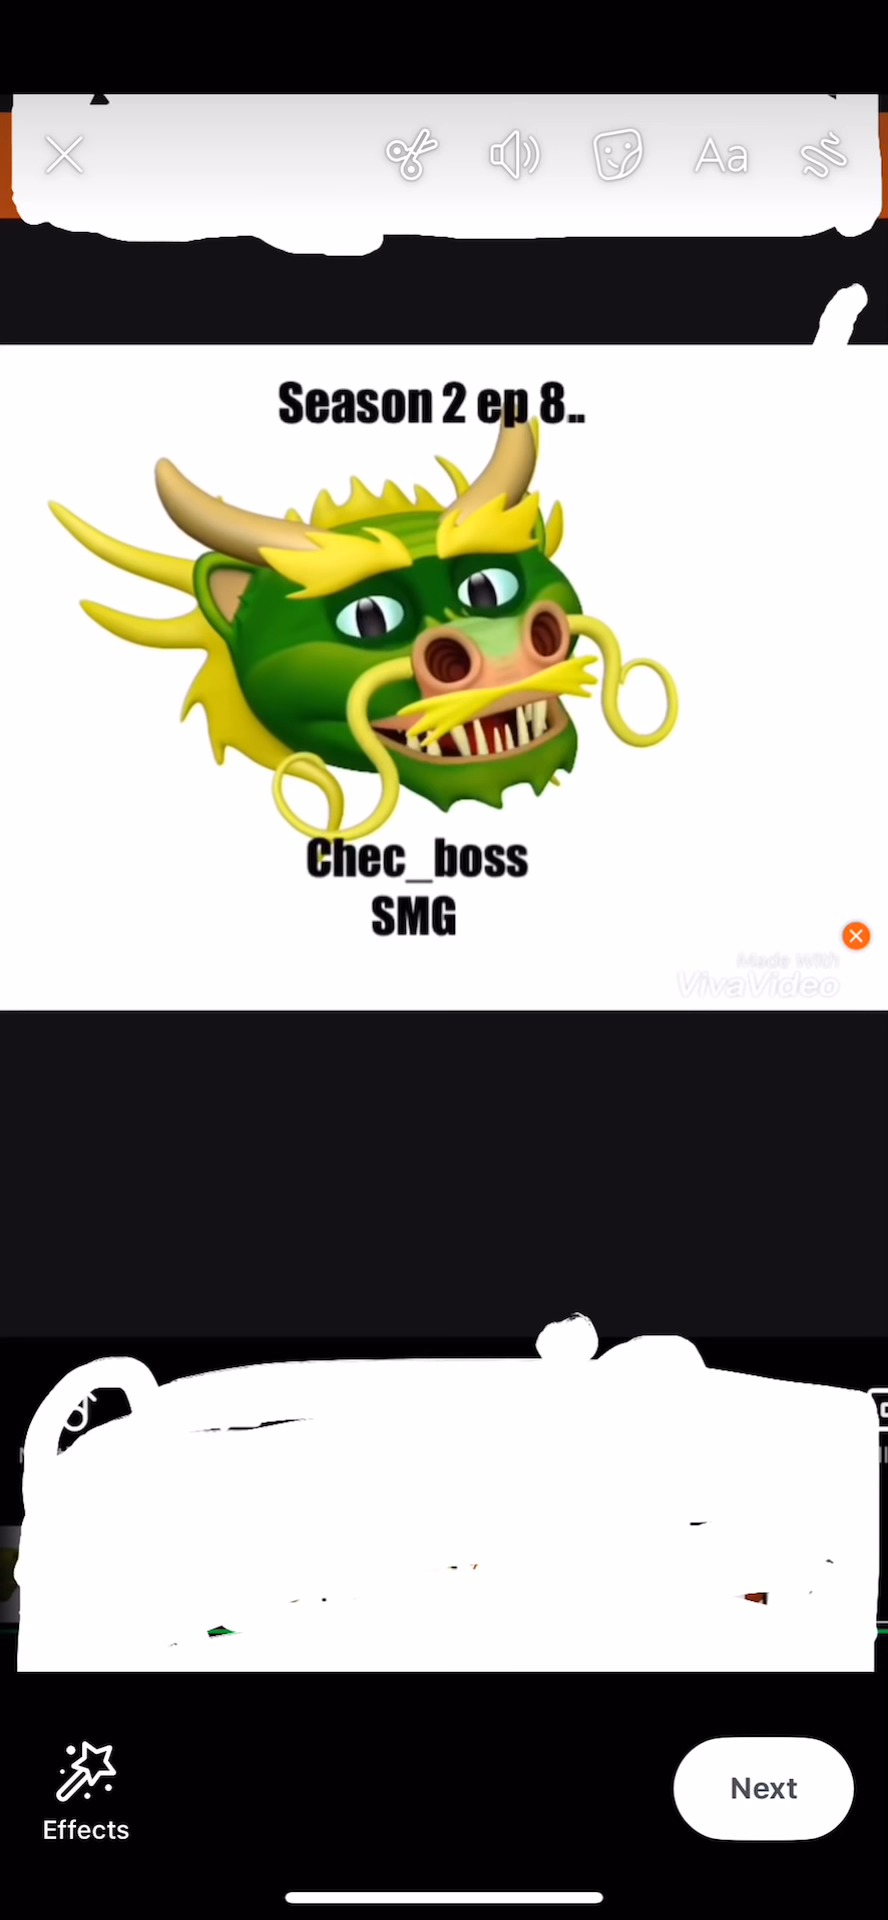 Aa
Season 2 ep 8..
Chec_boss
SMG
Made With
VivaVideo
Effects
Next